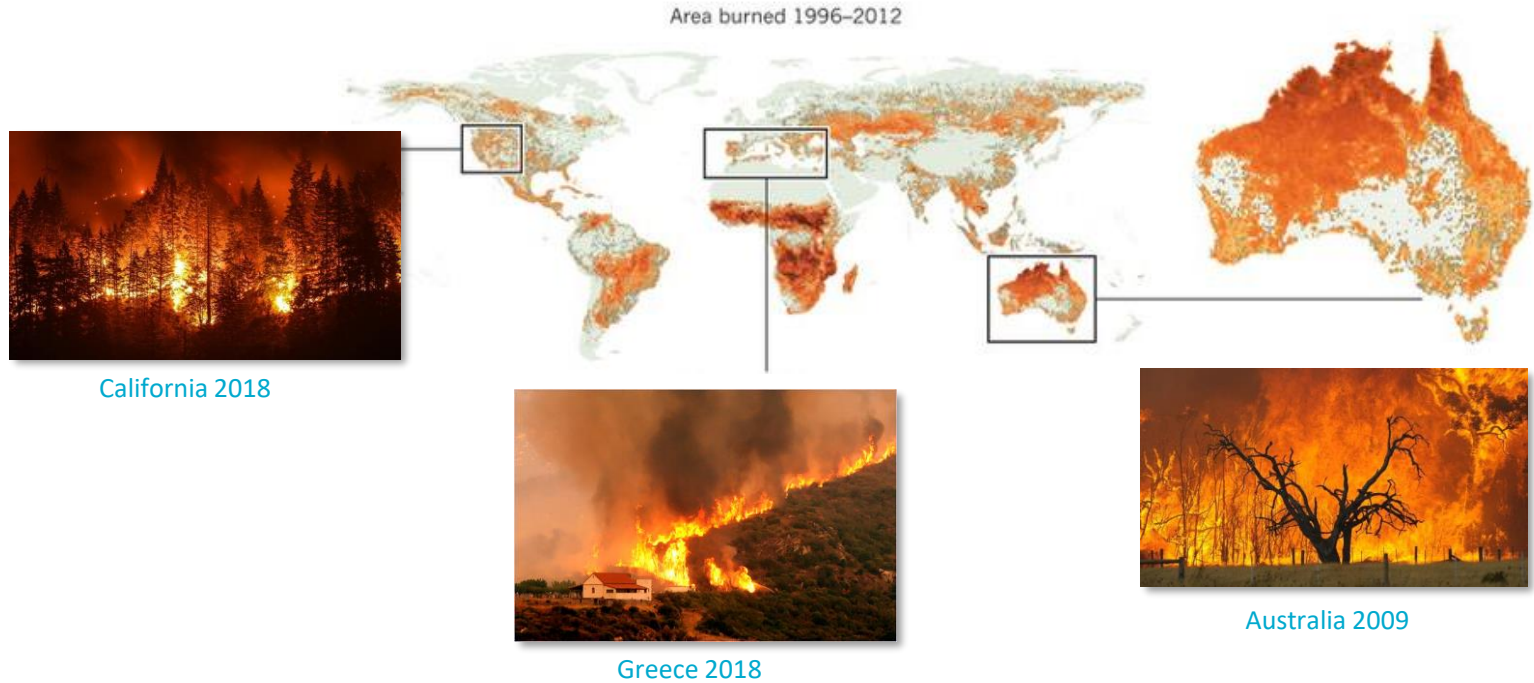 Area burned 1996–2012
California 2018
Greece 2018
Australia 2009